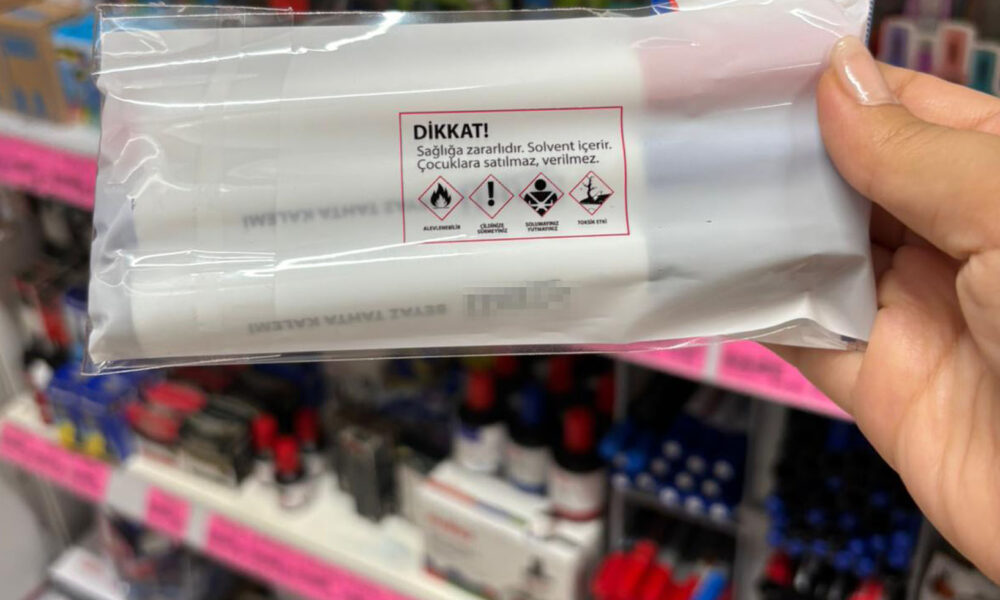 DİKKAT!
Sağlığa zararlıdır. Solvent içerir.
Çocuklara satılmaz, verilmez.
ALEVLENEBİLİR
CİLDİNİZE
SÜRMEYİNİZ
SOLUMAYINIZ
YUTMAYINIZ
TOKSİK ETKİ
BEYAZ TAHTA KALEMİ
BEYAZ TAHTA KALEMİ